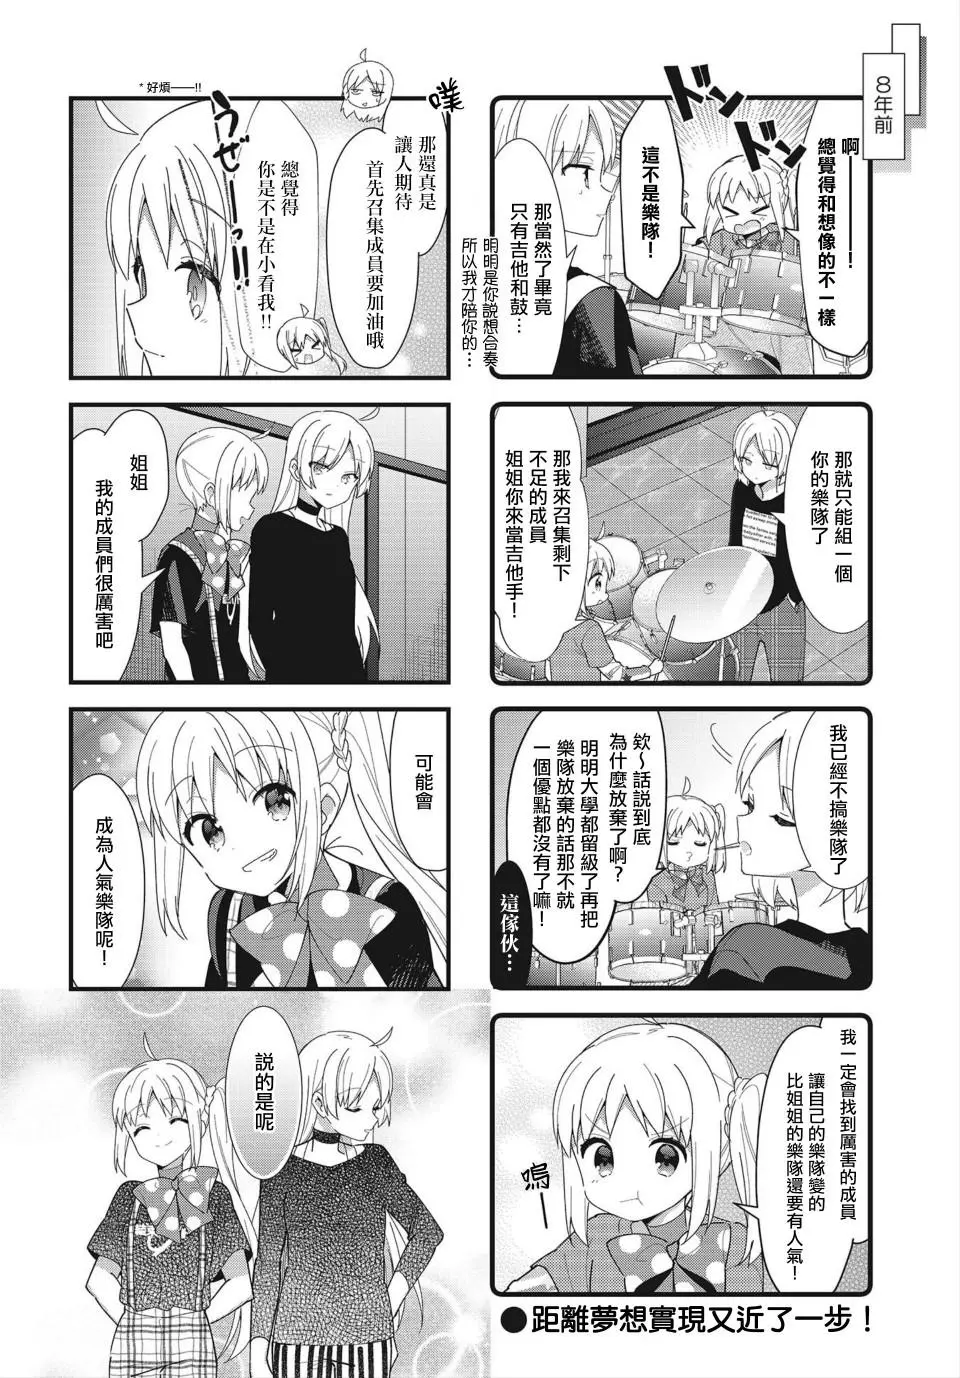 8年前
啊————！
總覺得和想像的不一樣
這不是樂隊！
ドンドン
那當然了畢竟
只有吉他和鼓…
明明是你說想合奏
所以我才陪你的…
那就只能組一個
你的樂隊了
那我來召集剩下
不足的成員
姐姐你來當吉他手！
我已經不搞樂隊了
欸～話說到底
為什麼放棄了啊？
明明大學都留級了再把
樂隊放棄的話那不就
一個優點都沒有了嘛！
這傢伙…
我一定會找到厲害的成員
讓自己的樂隊變的
比姐姐的樂隊還要有人氣！
嗚——
●距離夢想實現又近了一步！
噗
那還真是
讓人期待
首先召集成員要加油哦
總覺得
你是不是在小看我!!
うぜーーっ!!
* 好煩——!!
姐姐
我的成員們很厲害吧
可能會
成為人氣樂隊呢！
説的是呢